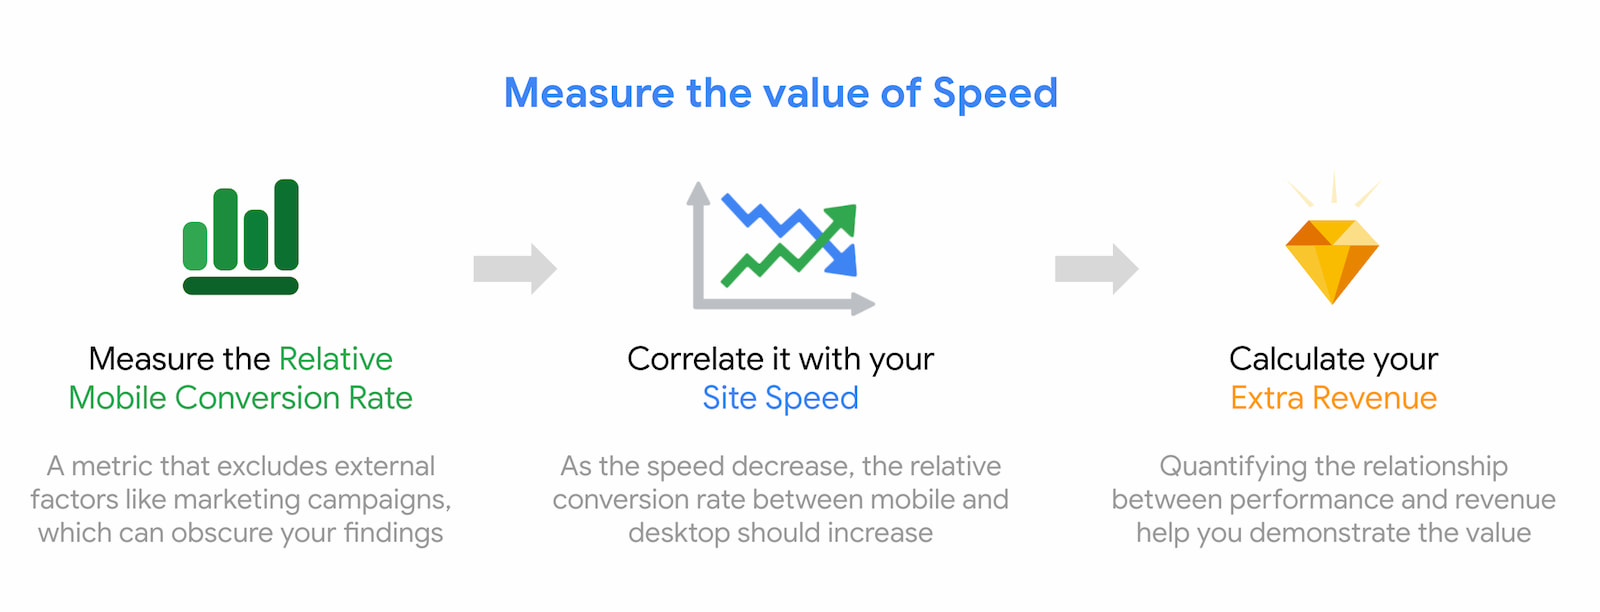 Measure the value of Speed
Measure the Relative
Mobile Conversion Rate
A metric that excludes external
factors like marketing campaigns,
which can obscure your findings
Correlate it with your
Site Speed
As the speed decrease, the relative
conversion rate between mobile and
desktop should increase
Calculate your
Extra Revenue
Quantifying the relationship
between performance and revenue
help you demonstrate the value